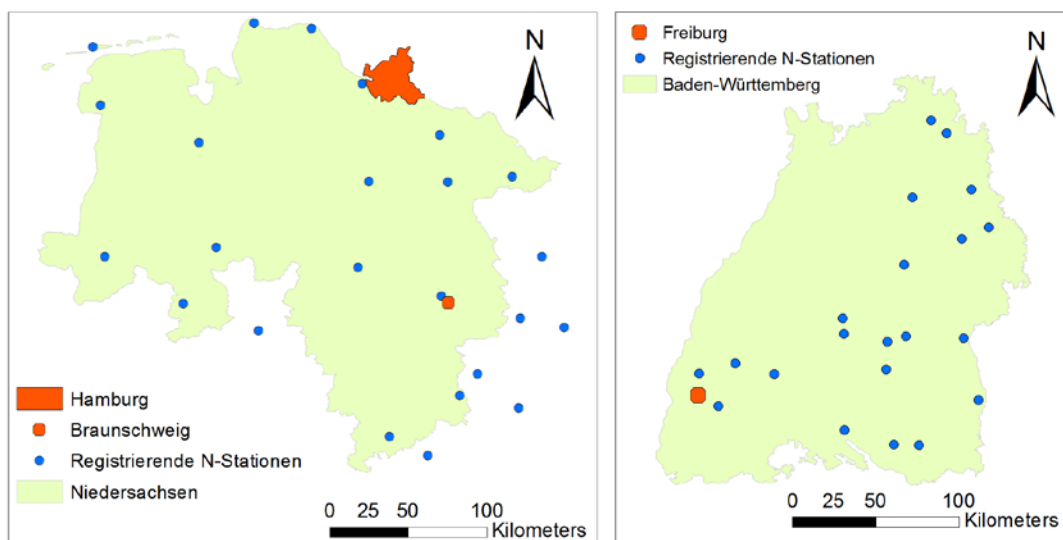 N
Hamburg
Braunschweig
Registrierende N-Stationen
Niedersachsen
0 25 50 100
Kilometers
Freiburg
Registrierende N-Stationen
Baden-Württemberg
N
0 25 50 100
Kilometers